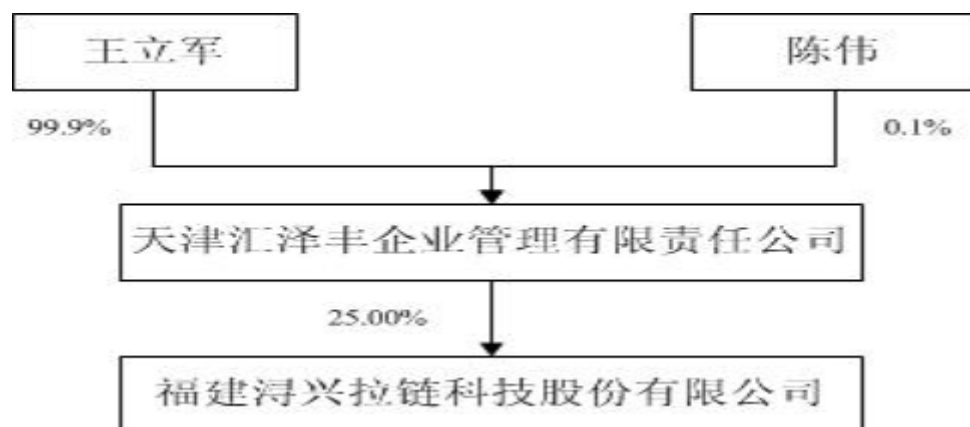 王立军
陈伟
99.9%
0.1%
天津汇泽丰企业管理有限责任公司
25.00%
福建浔兴拉链科技股份有限公司